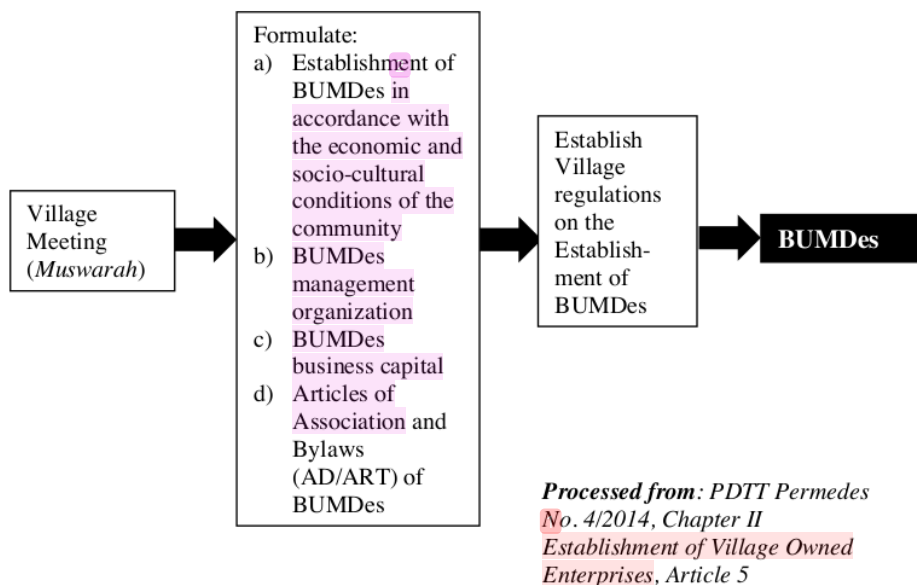 Village
Meeting
(Muswarah)
Formulate:
a) Establishment of
BUMDes in
accordance with
the economic and
socio-cultural
conditions of the
community
b) BUMDes
management
organization
c) BUMDes
business capital
d) Articles of
Association and
Bylaws
(AD/ART) of
BUMDes
Establish
Village
regulations
on the
Establish-
ment of
BUMDes
BUMDes
Processed from: PDTT Permedes
No. 4/2014, Chapter II
Establishment of Village Owned
Enterprises, Article 5